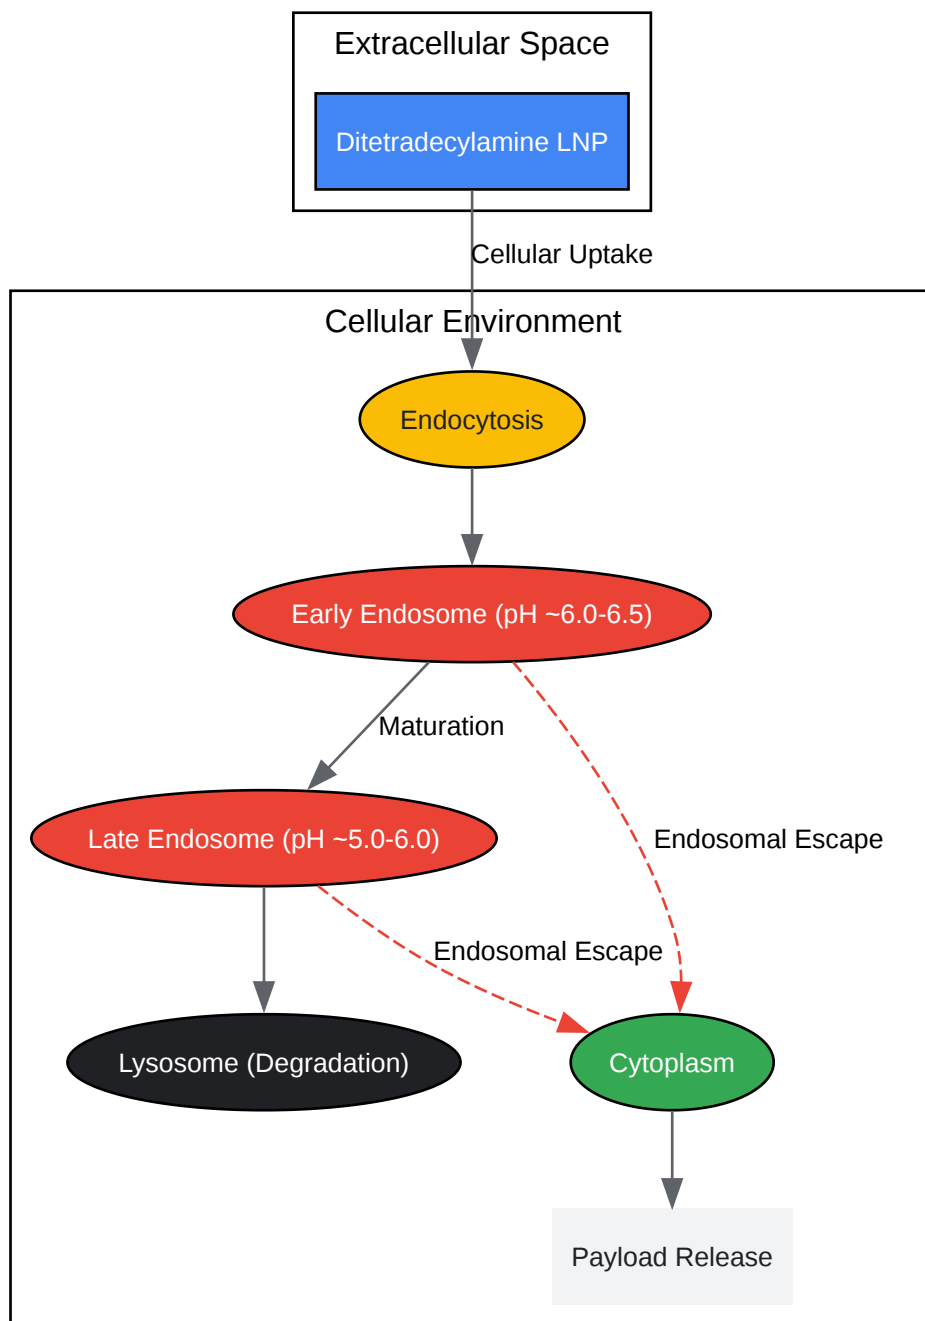 Extracellular Space
Ditetradecylamine LNP
Cellular Uptake
Cellular Environment
Endocytosis
Early Endosome (pH ~6.0-6.5)
Maturation
Late Endosome (pH ~5.0-6.0)
Endosomal Escape
Endosomal Escape
Lysosome (Degradation)
Cytoplasm
Payload Release